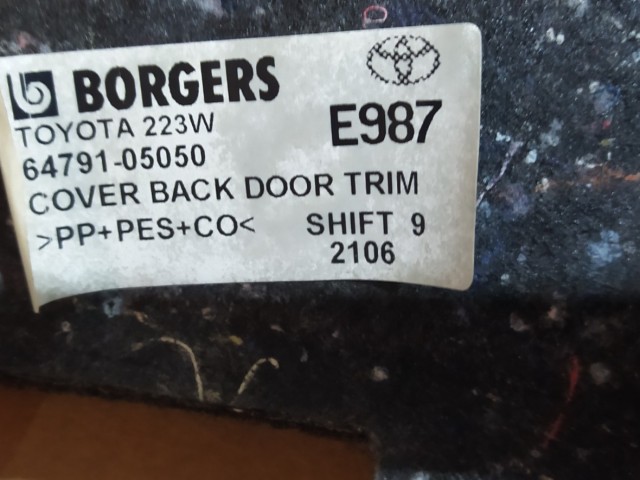 BORGERS
TOYOTA 223W E987
64791-05050
COVER BACK DOOR TRIM
>PP+PES+CO< SHIFT 9
2106